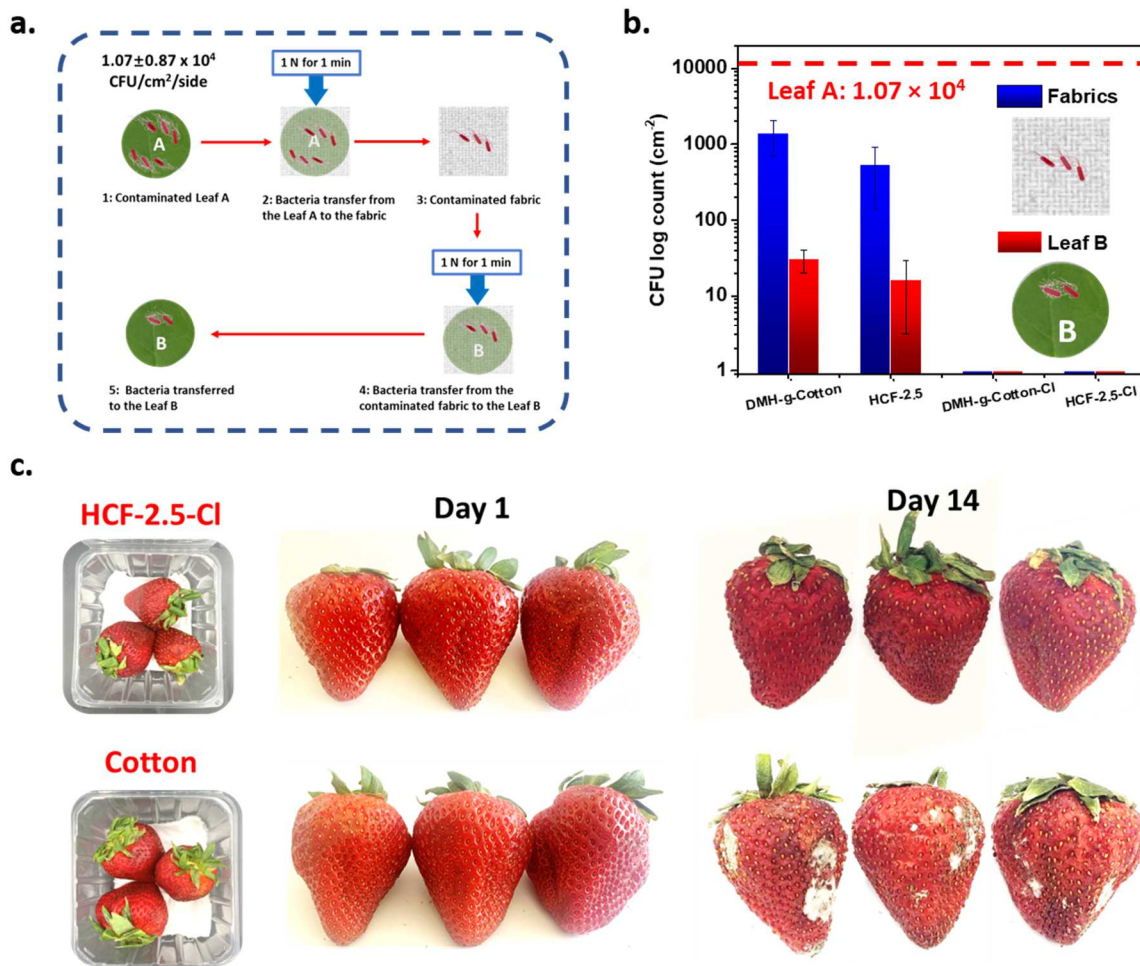 a.
1.07±0.87 x 10⁴
CFU/cm²/side
1 N for 1 min
A
A
1: Contaminated Leaf A
2: Bacteria transfer from
the Leaf A to the fabric
3: Contaminated fabric
1 N for 1 min
B
B
5: Bacteria transferred
to the Leaf B
4: Bacteria transfer from the
contaminated fabric to the Leaf B
b.
CFU log count (cm⁻²)
10000
1000
100
10
1
Leaf A: 1.07 × 10⁴
Fabrics
Leaf B
B
DMH-g-Cotton
HCF-2.5
DMH-g-Cotton-Cl
HCF-2.5-Cl
c.
HCF-2.5-Cl
Day 1
Day 14
Cotton